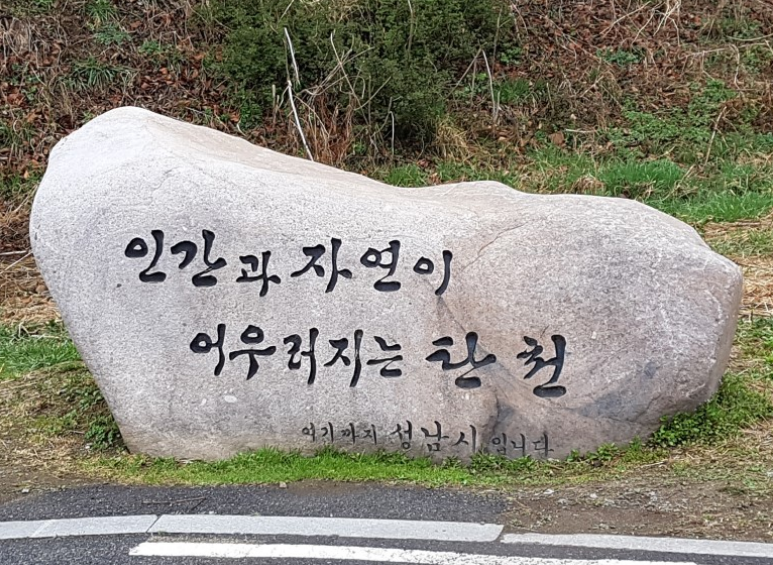 인간과 자연이
어우러지는 탄천
여기까지 성남시 입니다